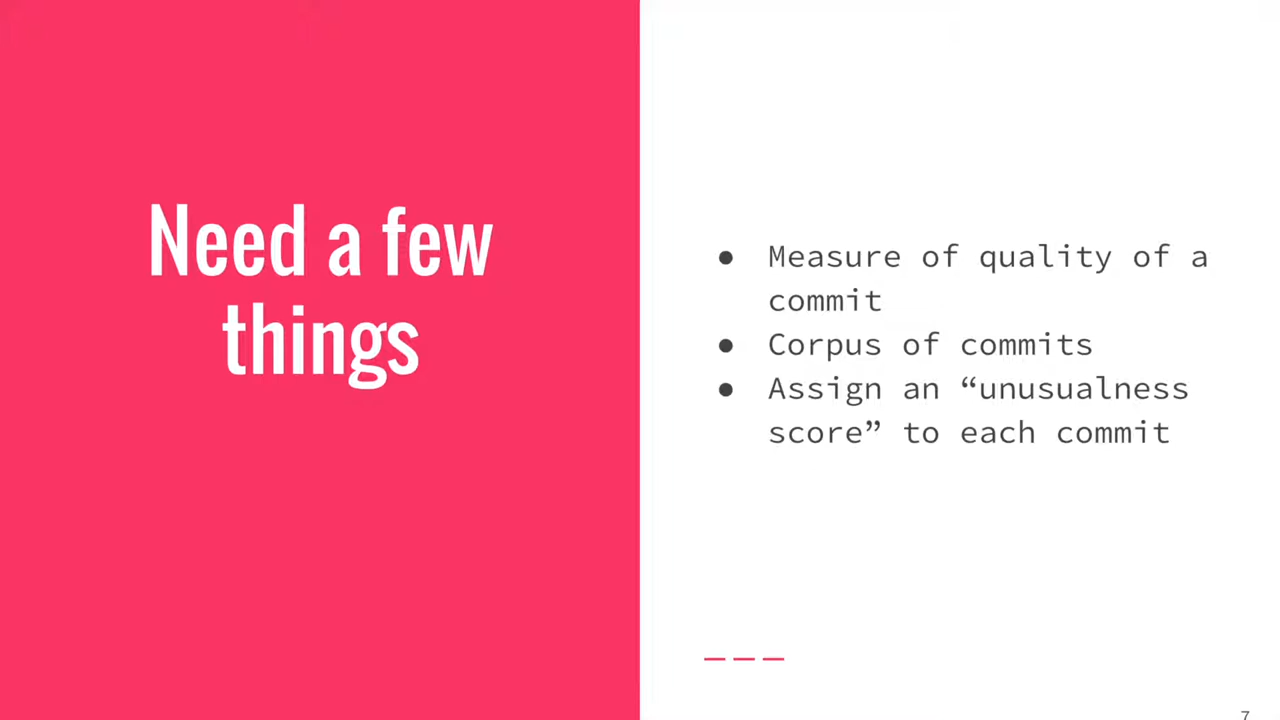 Need a few
things
● Measure of quality of a
commit
● Corpus of commits
● Assign an “unusualness
score” to each commit
7